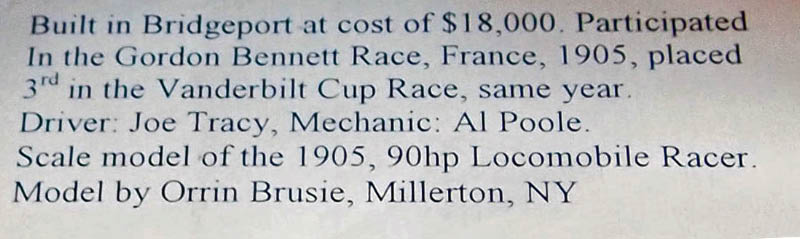 Built in Bridgeport at cost of $18,000. Participated
In the Gordon Bennett Race, France, 1905, placed
3rd in the Vanderbilt Cup Race, same year.
Driver: Joe Tracy, Mechanic: Al Poole.
Scale model of the 1905, 90hp Locomobile Racer.
Model by Orrin Brusie, Millerton, NY